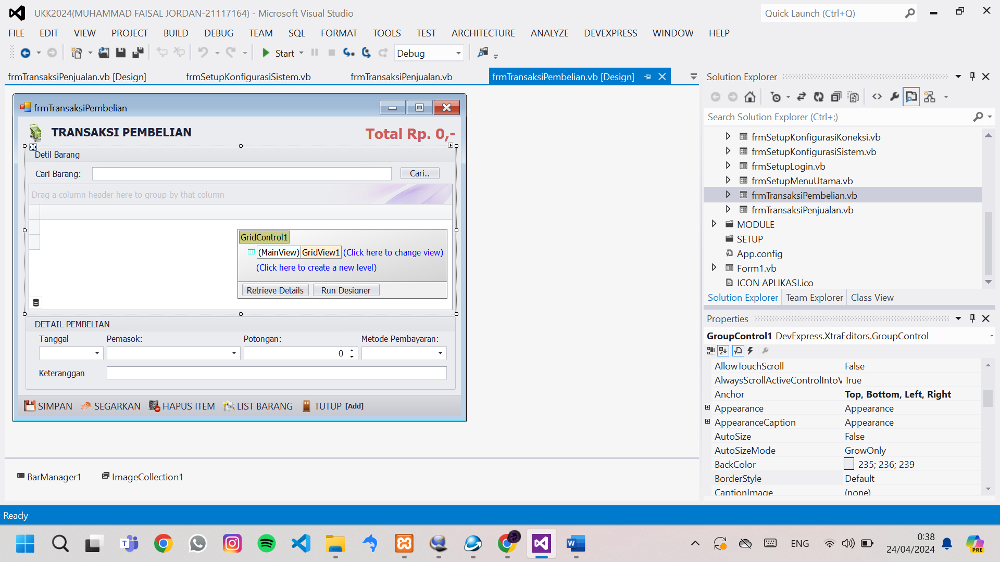 UKK2024(MUHAMMAD FAISAL JORDAN-21117164) - Microsoft Visual Studio
Quick Launch (Ctrl+Q)
FILE EDIT VIEW PROJECT BUILD DEBUG TEAM SQL FORMAT TOOLS TEST ARCHITECTURE ANALYZE DEVEXPRESS WINDOW HELP
Start Debug
frmTransaksiPenjualan.vb [Design] frmSetupKonfigurasiSistem.vb frmTransaksiPenjualan.vb frmTransaksiPembelian.vb [Design]
frmTransaksiPembelian
TRANSAKSI PEMBELIAN
Total Rp. 0,-
Detil Barang
Cari Barang:
Cari..
Drag a column header here to group by that column
GridControl1
(MainView) GridView1 (Click here to change view)
(Click here to create a new level)
Retrieve Details Run Designer
DETAIL PEMBELIAN
Tanggal Pemasok: Potongan: Metode Pembayaran:
0
Keteranggan
SIMPAN SEGARKAN HAPUS ITEM LIST BARANG TUTUP [Add]
BarManager1 ImageCollection1
Solution Explorer
Search Solution Explorer (Ctrl+;)
frmSetupKonfigurasiKoneksi.vb
frmSetupKonfigurasiSistem.vb
frmSetupLogin.vb
frmSetupMenuUtama.vb
frmTransaksiPembelian.vb
frmTransaksiPenjualan.vb
MODULE
SETUP
App.config
Form1.vb
ICON APLIKASI.ico
Solution Explorer Team Explorer Class View
Properties
GroupControl1 DevExpress.XtraEditors.GroupControl
AllowTouchScroll False
AlwaysScrollActiveControlIntoV True
Anchor Top, Bottom, Left, Right
Appearance Appearance
AppearanceCaption Appearance
AutoSize False
AutoSizeMode GrowOnly
BackColor 235; 236; 239
BorderStyle Default
CaptionImage (none)
Ready
ENG
0:38
24/04/2024
PRE